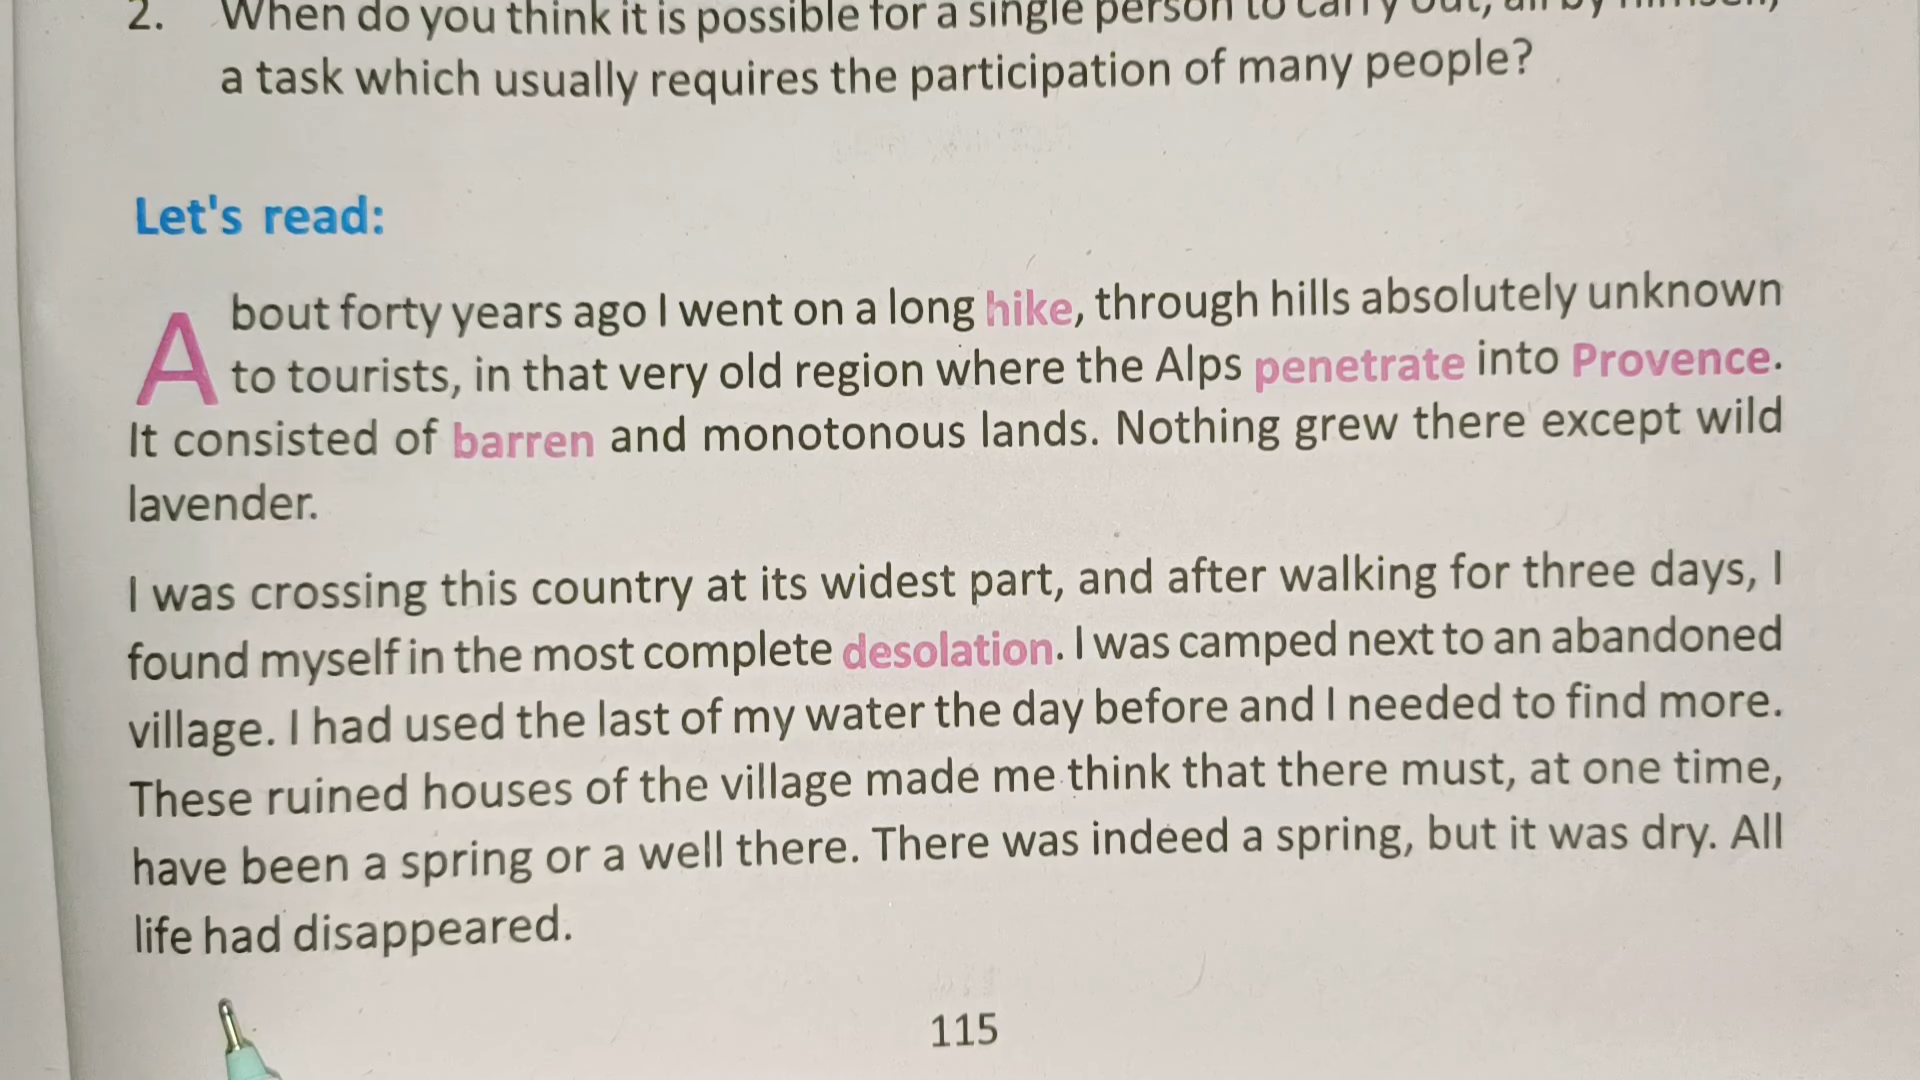 2. When do you think it is possible for a single person to carry out, all by himself,
a task which usually requires the participation of many people?
Let's read:
About forty years ago I went on a long hike, through hills absolutely unknown
to tourists, in that very old region where the Alps penetrate into Provence.
It consisted of barren and monotonous lands. Nothing grew there except wild
lavender.
I was crossing this country at its widest part, and after walking for three days, I
found myself in the most complete desolation. I was camped next to an abandoned
village. I had used the last of my water the day before and I needed to find more.
These ruined houses of the village made me think that there must, at one time,
have been a spring or a well there. There was indeed a spring, but it was dry. All
life had disappeared.
115